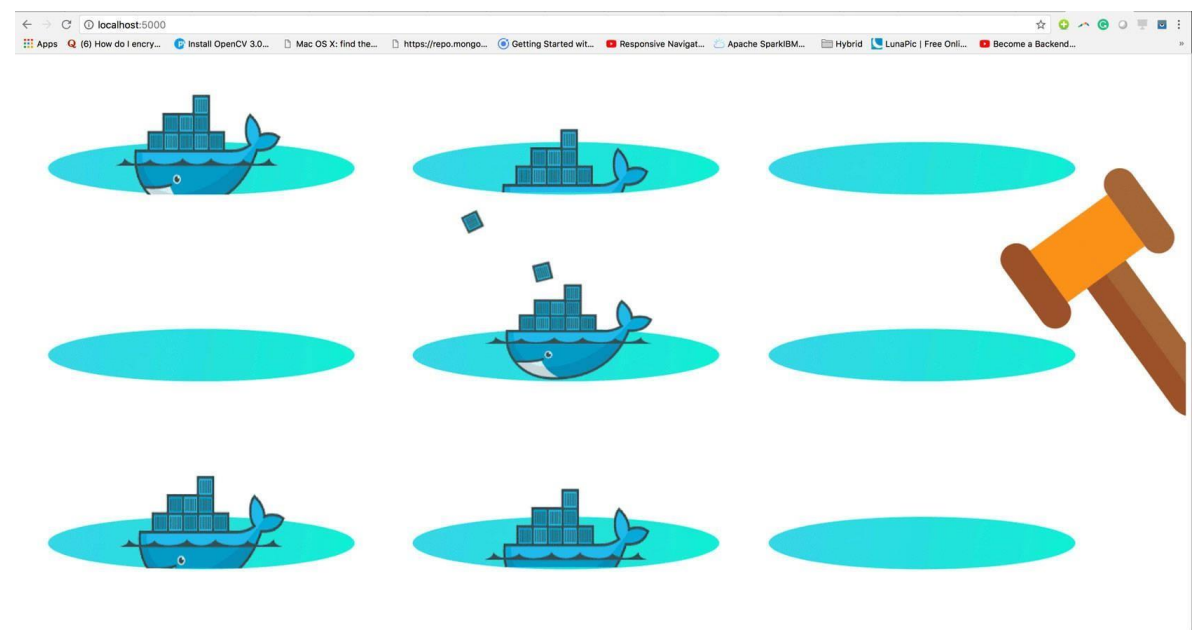 localhost:5000
Apps (6) How do I encry... Install OpenCV 3.0... Mac OS X: find the... https://repo.mongo... Getting Started wit... Responsive Navigat... Apache SparkIBM... Hybrid LunaPic | Free Onli... Become a Backend... »